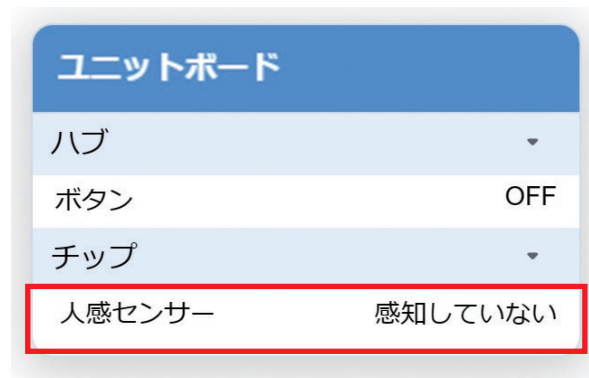 ユニットボード
ハブ
ボタン OFF
チップ
人感センサー 感知していない